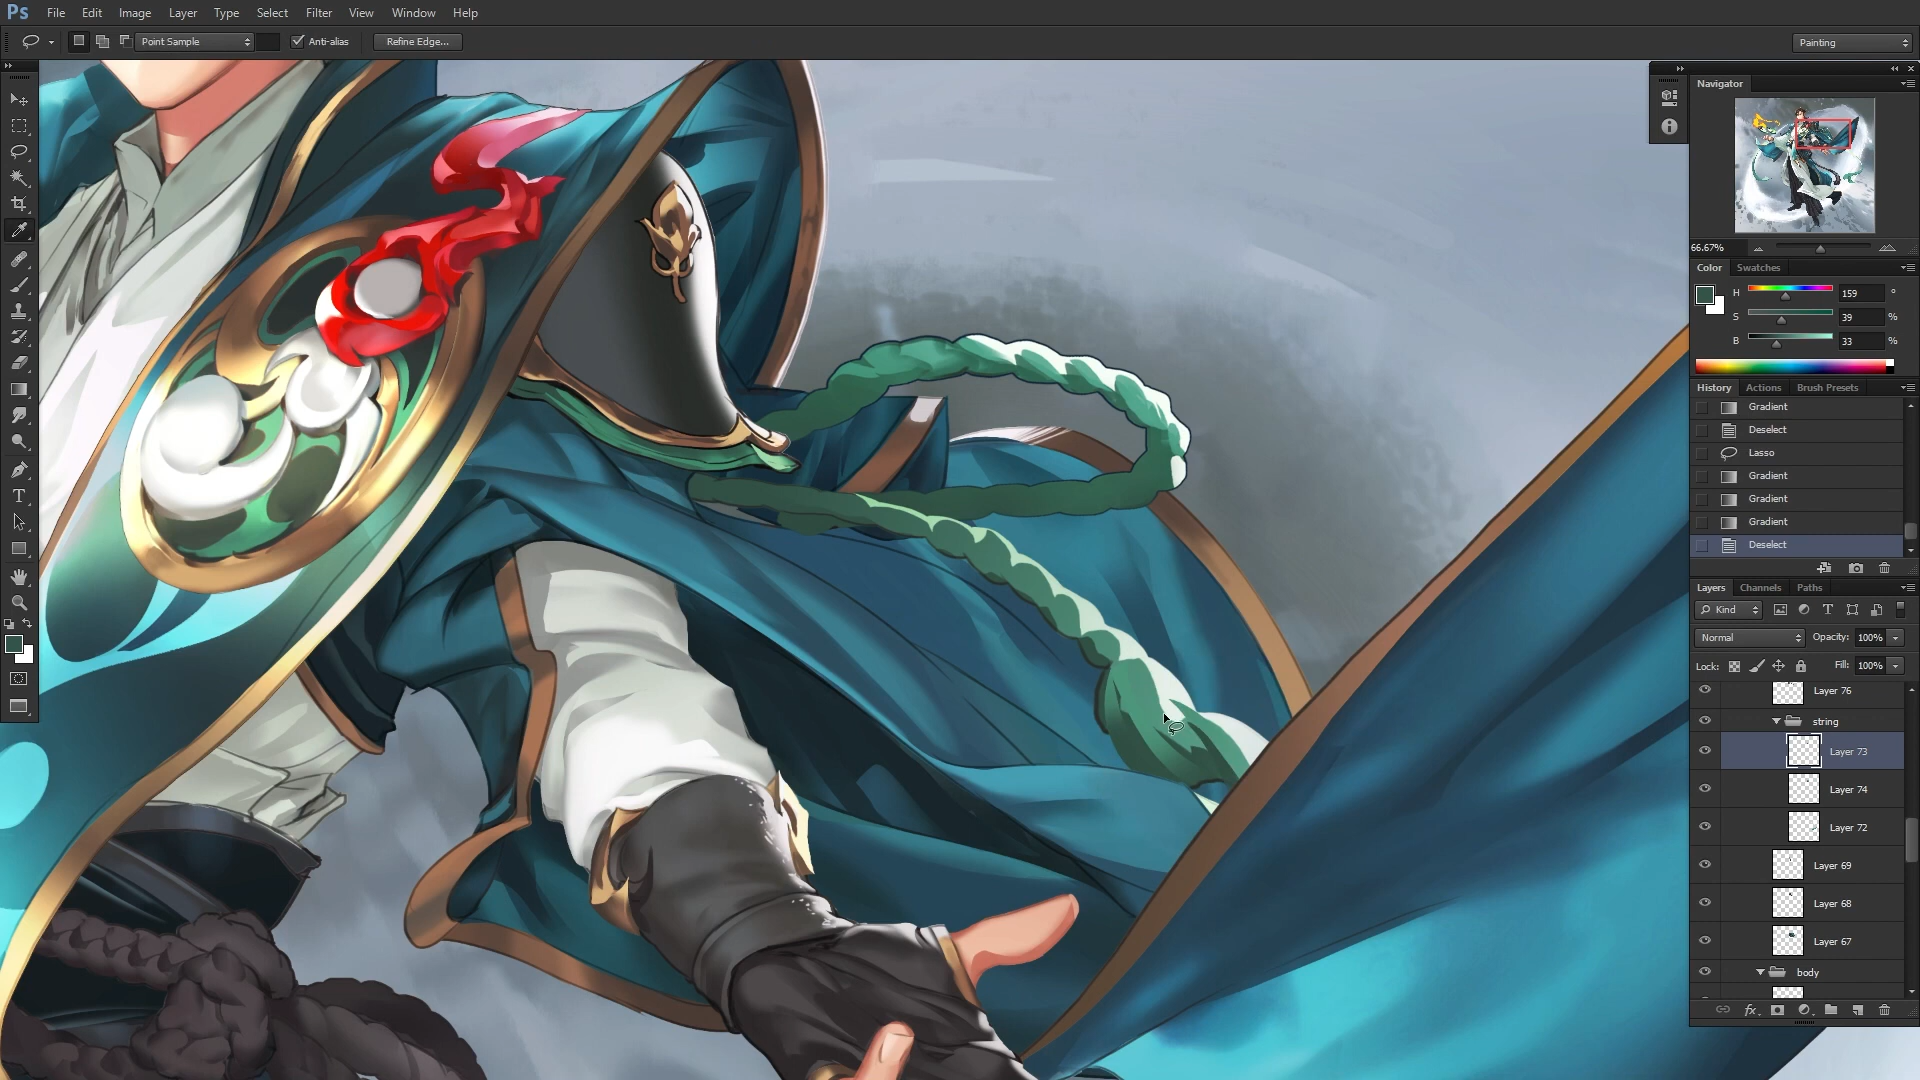 Ps File Edit Image Layer Type Select Filter View Window Help
Point Sample Anti-alias Refine Edge... Painting
Navigator
66.67%
Color Swatches
H 159 °
S 39 %
B 33 %
History Actions Brush Presets
Gradient
Deselect
Lasso
Gradient
Gradient
Gradient
Deselect
Layers Channels Paths
Kind
Normal Opacity: 100%
Lock: Fill: 100%
Layer 76
string
Layer 73
Layer 74
Layer 72
Layer 69
Layer 68
Layer 67
body